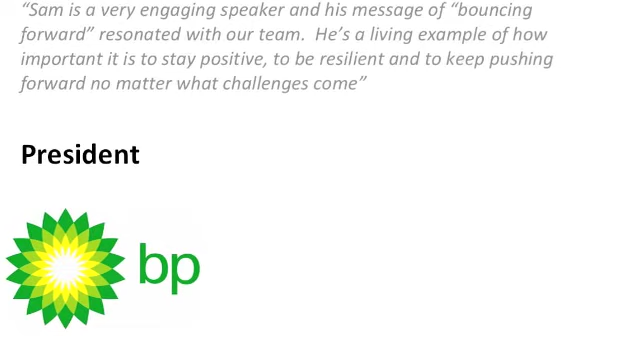 “Sam is a very engaging speaker and his message of “bouncing
forward” resonated with our team.  He’s a living example of how
important it is to stay positive, to be resilient and to keep pushing
forward no matter what challenges come”
President
bp